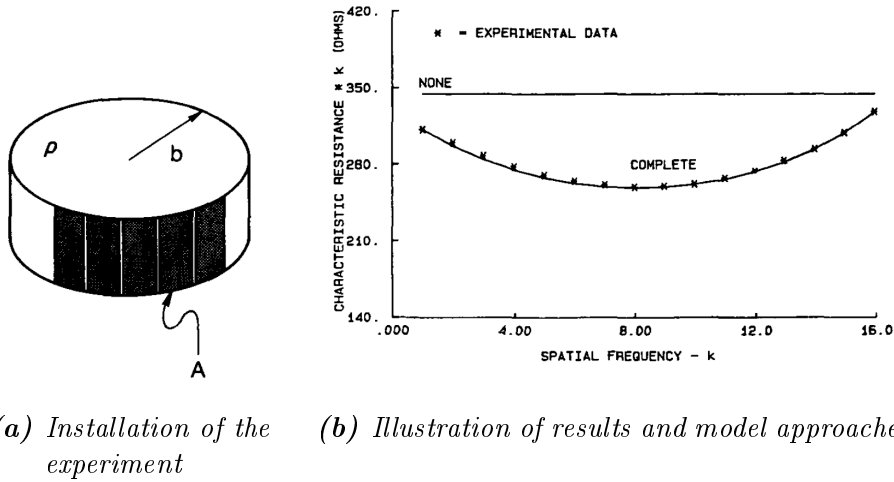 ρ
b
A
CHARACTERISTIC RESISTANCE * k (OHMS)
420.
350.
280.
210.
140.
* - EXPERIMENTAL DATA
NONE
COMPLETE
.000
4.00
8.00
12.0
16.0
SPATIAL FREQUENCY - k
(a) Installation of the
experiment
(b) Illustration of results and model approache